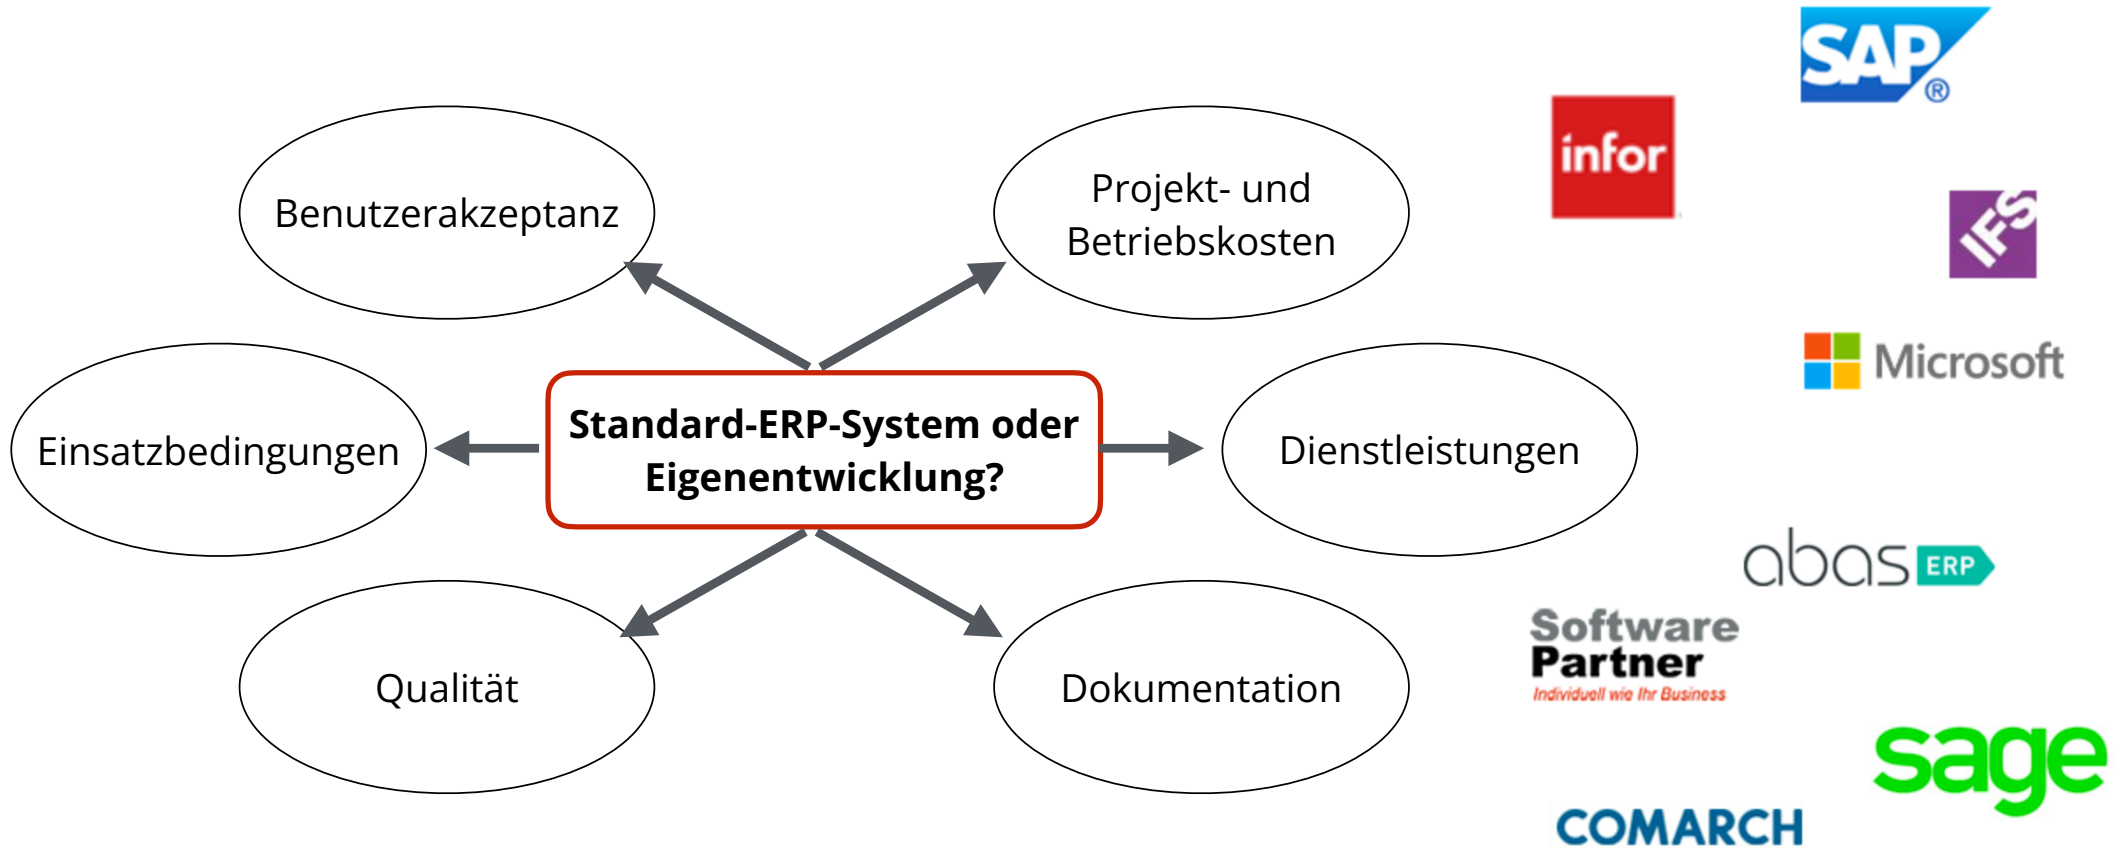 Benutzerakzeptanz
Projekt- und
Betriebskosten
Einsatzbedingungen
Standard-ERP-System oder
Eigenentwicklung?
Dienstleistungen
Qualität
Dokumentation
SAP®
infor
IFS
Microsoft
abas ERP
Software
Partner
Individuell wie Ihr Business
sage
COMARCH